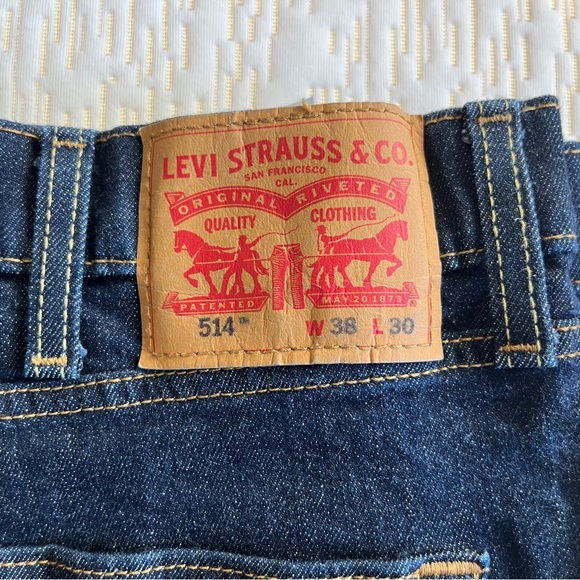 LEVI STRAUSS & CO.
SAN FRANCISCO
CAL.
ORIGINAL RIVETED
QUALITY CLOTHING
PATENTED MAY 20 1873 ®
514™ W 38 L 30